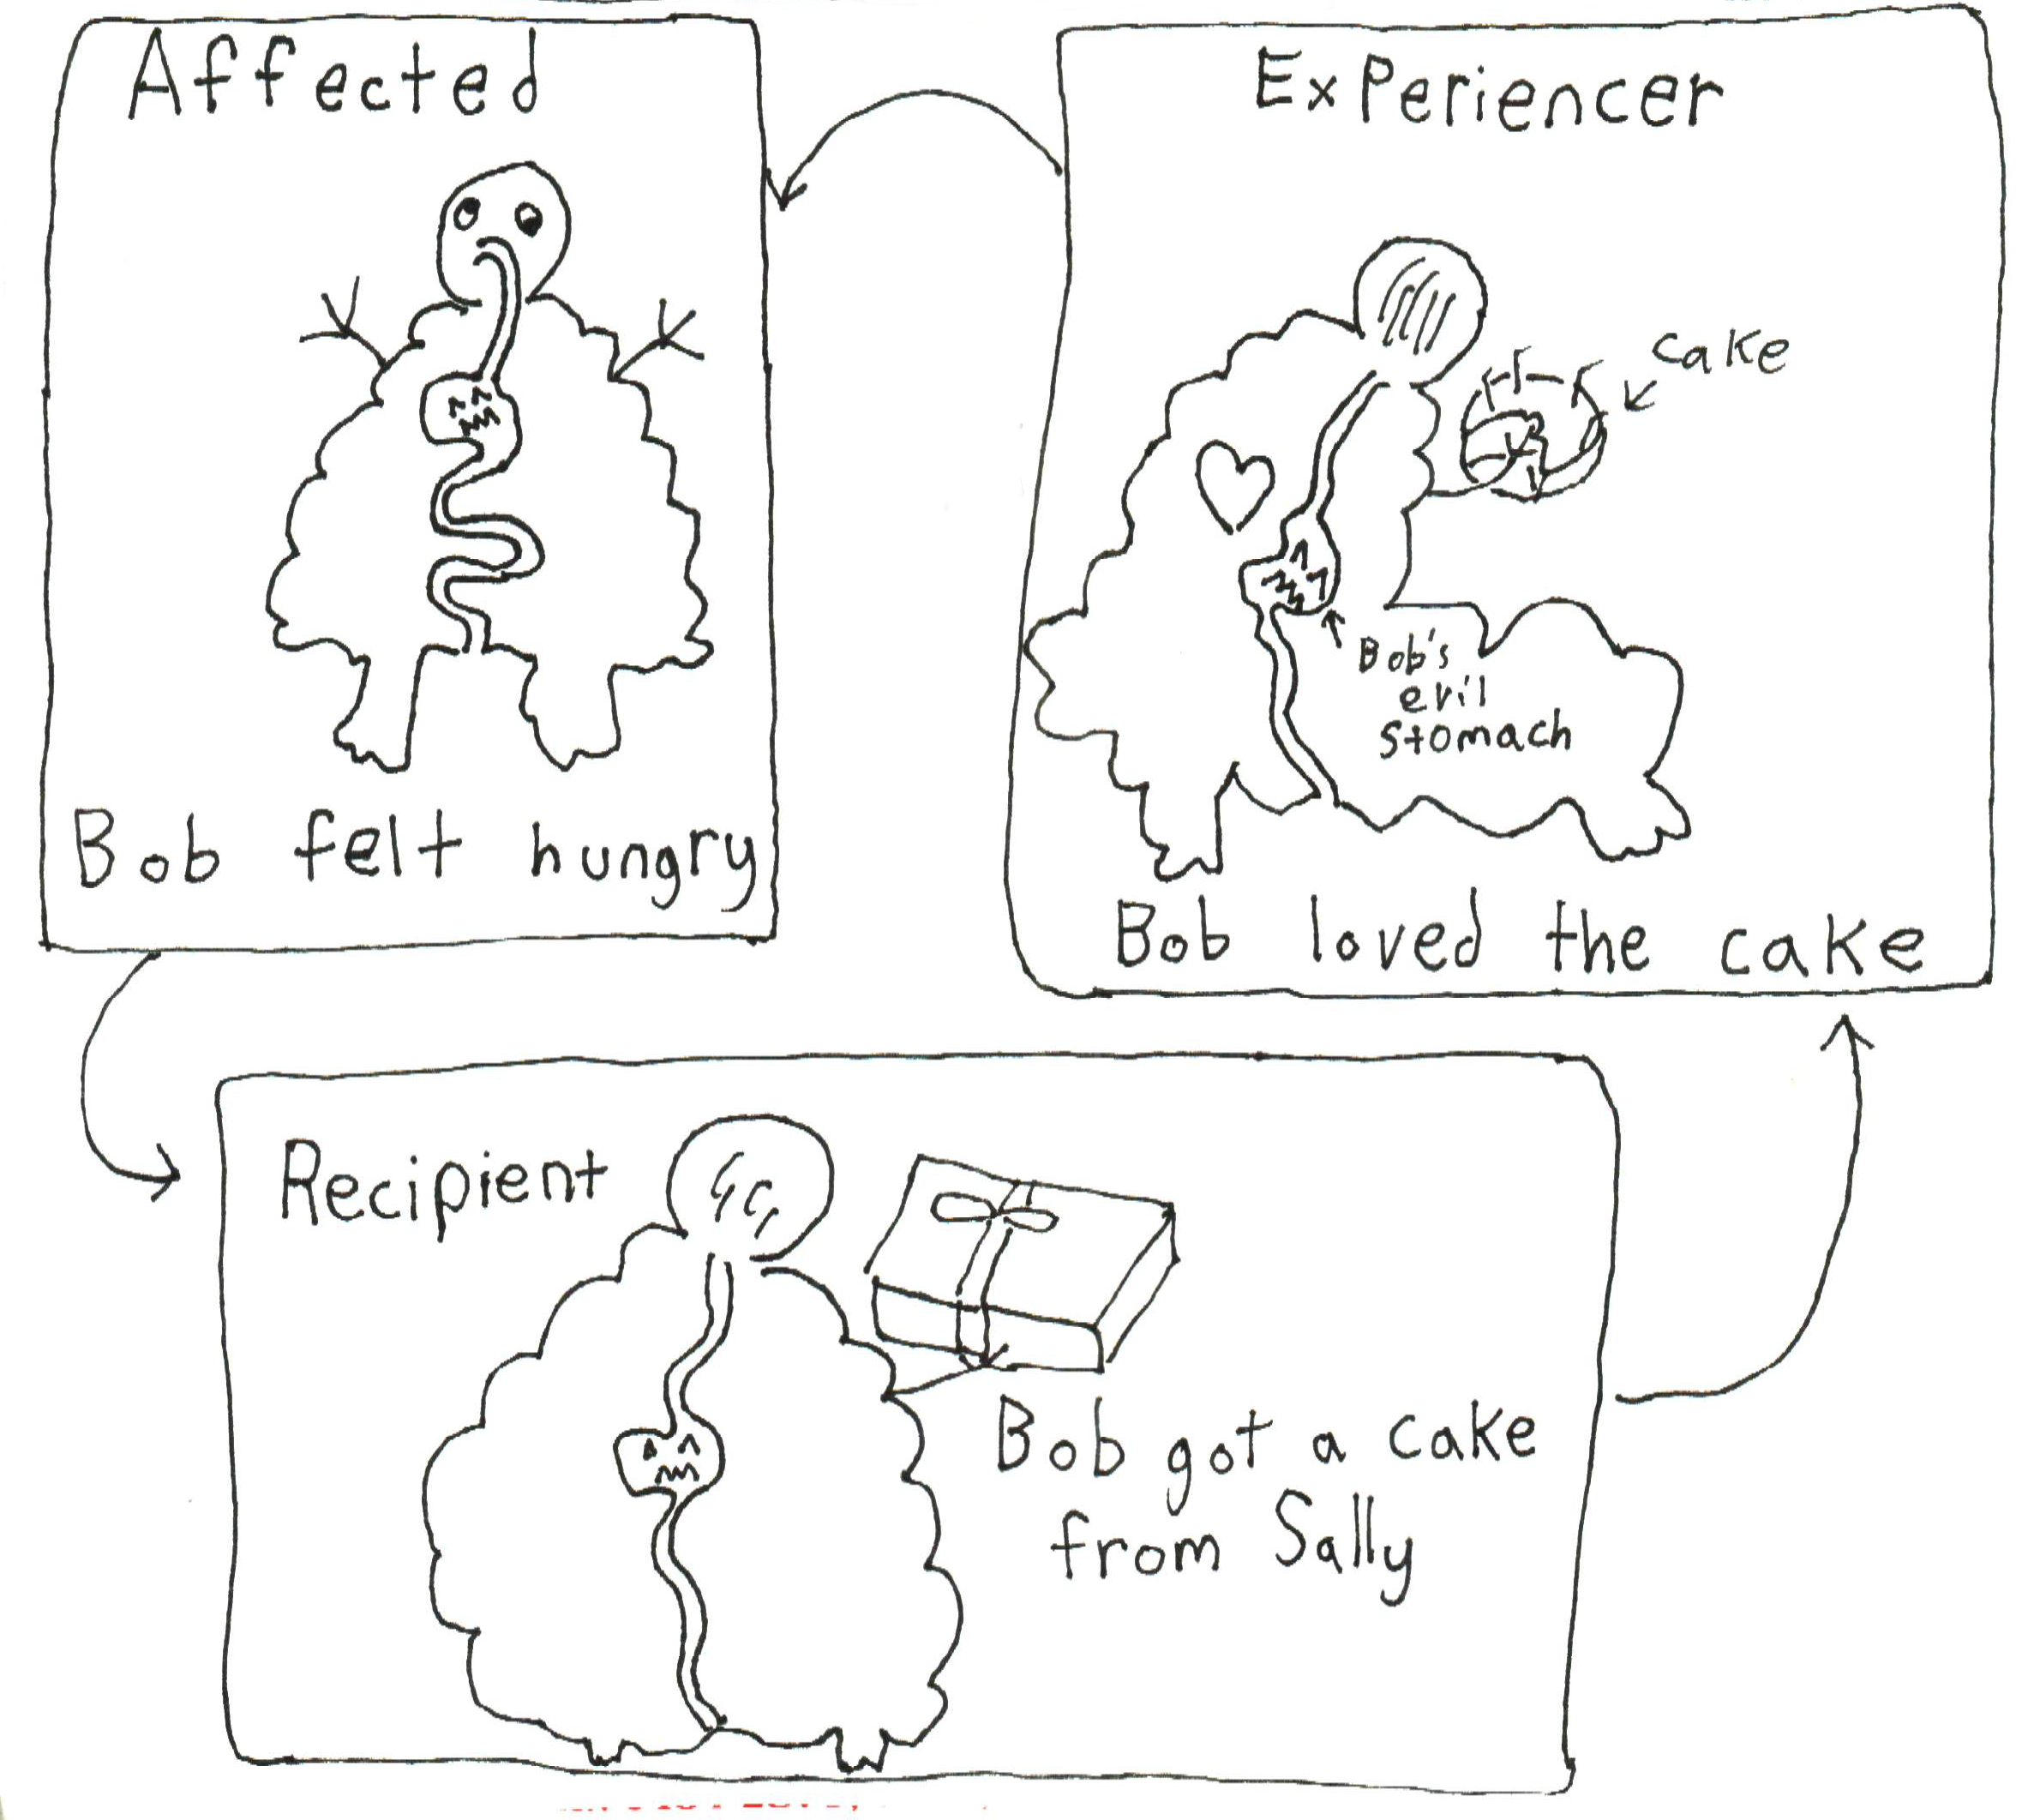 Affected
Bob felt hungry
Experiencer
cake
Bob's
evil
stomach
Bob loved the cake
Recipient
Bob got a cake
from Sally